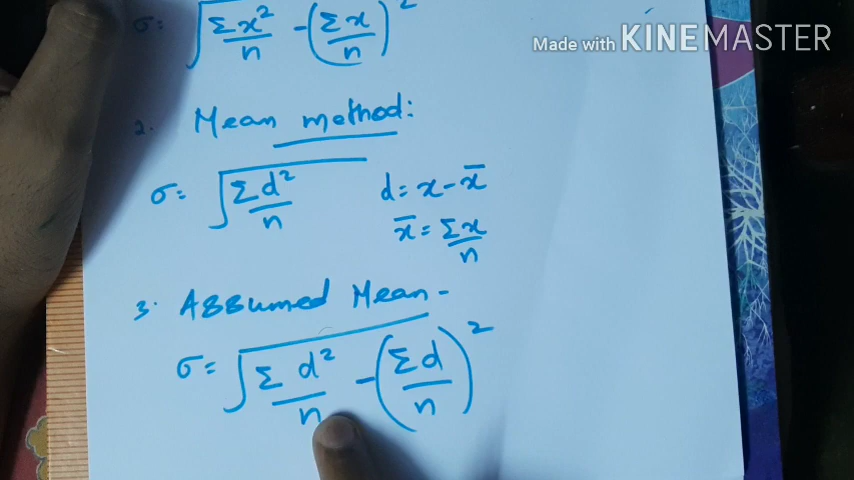 σ = √Σx²/n - (Σx/n)²
Made with KINEMASTER
2. Mean method:
σ = √Σd²/n d = x - x̄
x̄ = Σx/n
3. Assumed Mean -
σ = √Σd²/n - (Σd/n)²